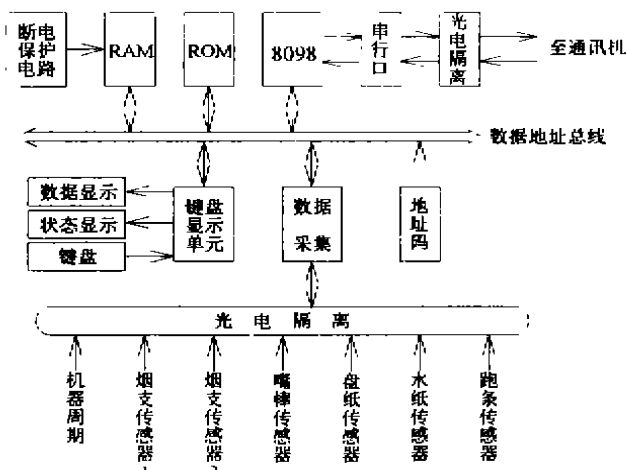 断电保护电路
RAM
ROM
8098
串行口
光电隔离
至通讯机
数据地址总线
数据显示
状态显示
键盘
键盘显示单元
数据采集
地址码
光电隔离
机器周期
烟支传感器
烟支传感器
嘴棒传感器
盘纸传感器
水纸传感器
跑条传感器